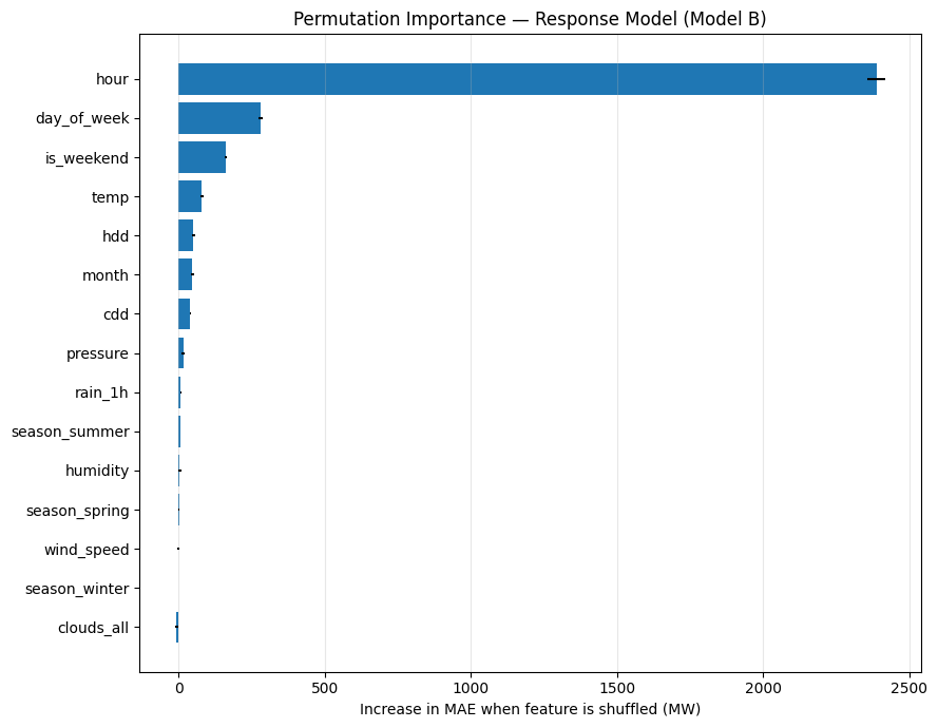 Permutation Importance — Response Model (Model B)
hour
day_of_week
is_weekend
temp
hdd
month
cdd
pressure
rain_1h
season_summer
humidity
season_spring
wind_speed
season_winter
clouds_all
0 500 1000 1500 2000 2500
Increase in MAE when feature is shuffled (MW)